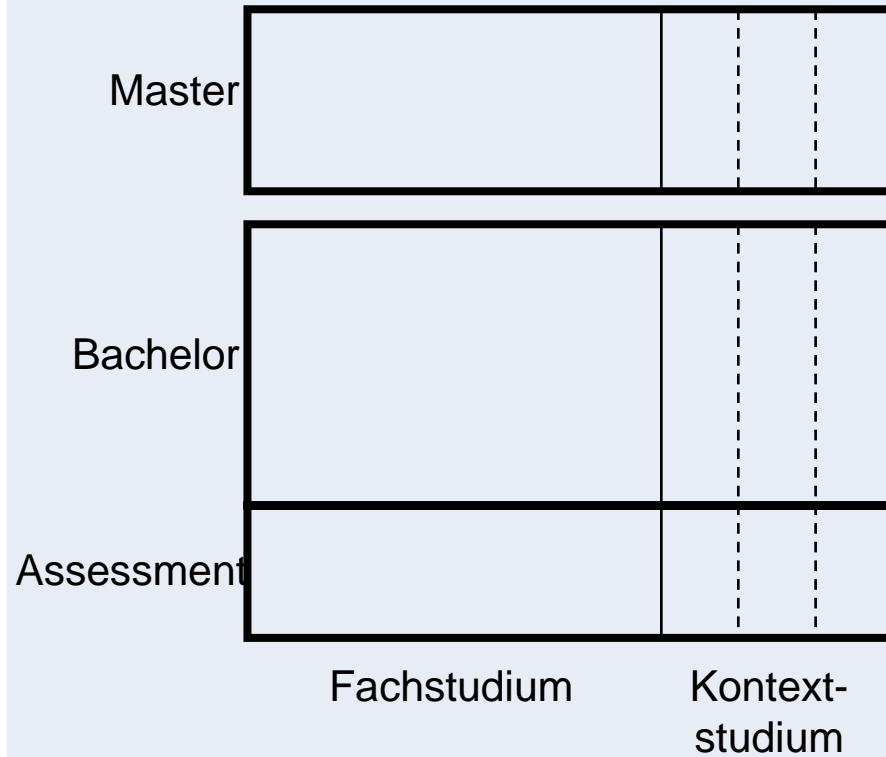 Master
Bachelor
Assessment
Fachstudium
Kontext-
studium